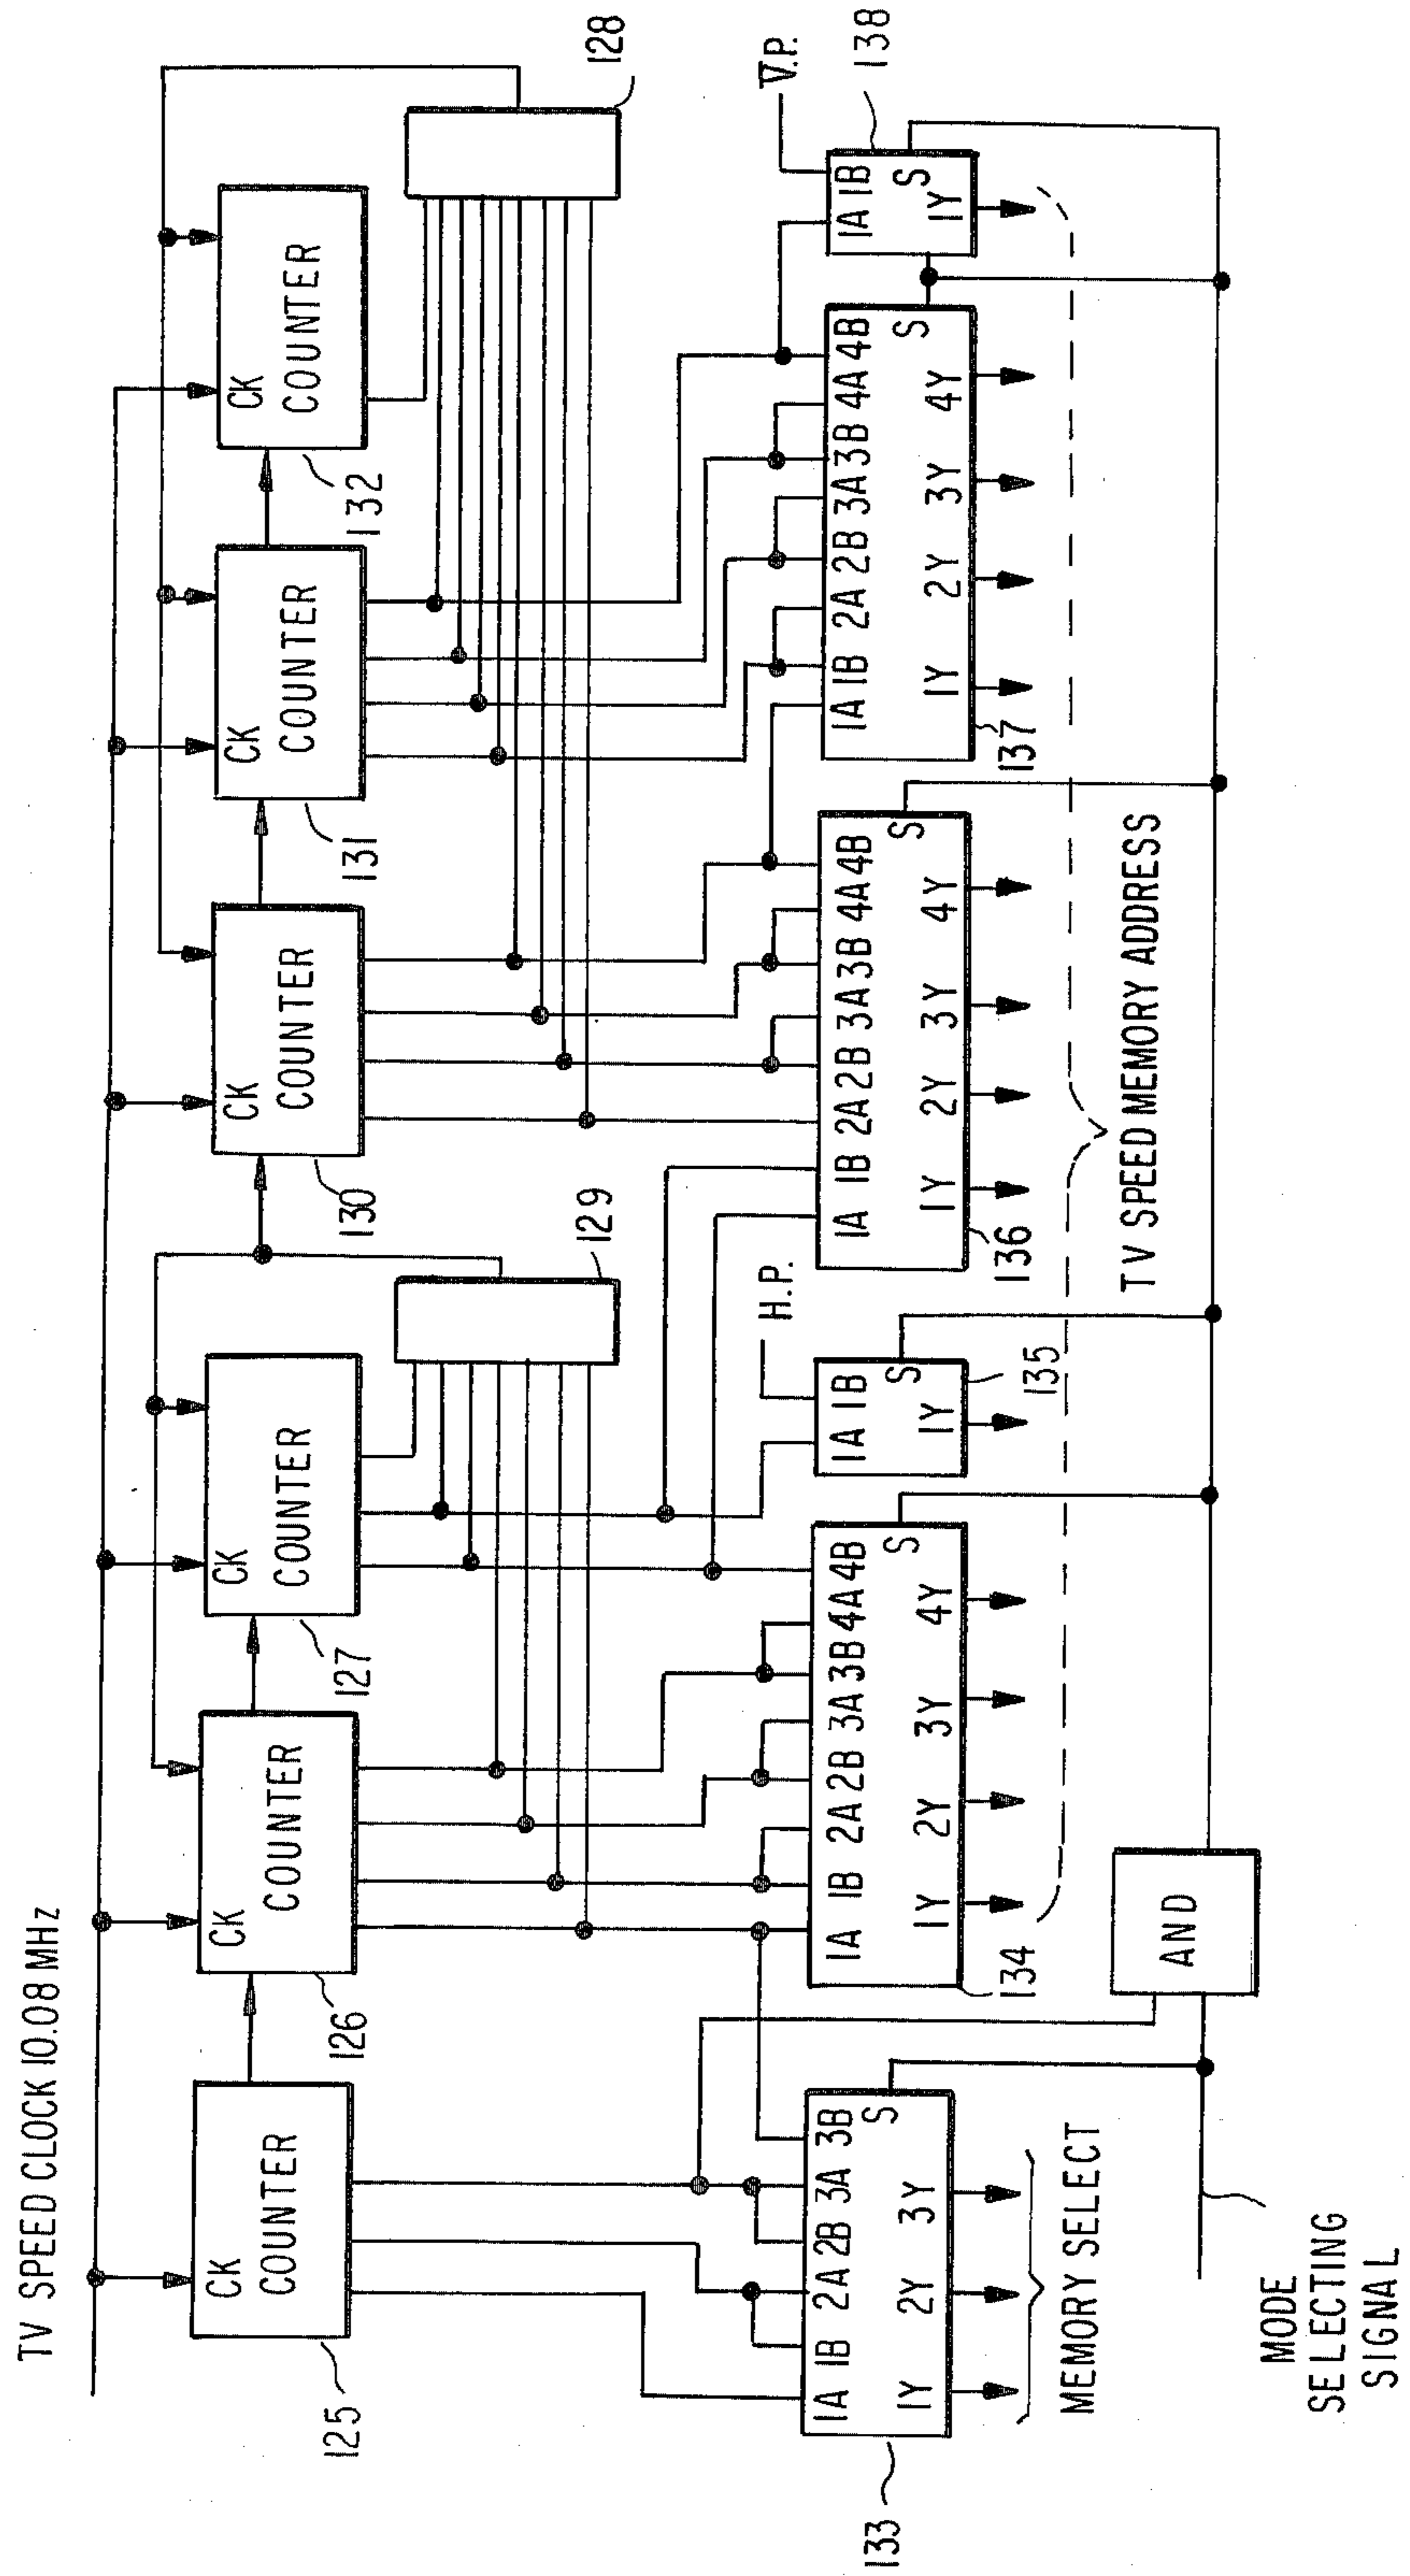 TV SPEED CLOCK 10.08 MHz
CK
COUNTER
125
CK
COUNTER
126
CK
COUNTER
127
CK
COUNTER
130
CK
COUNTER
131
CK
COUNTER
132
129
128
H.P.
V.P.
1A 1B 2A 2B 3A 3B
S
1Y 2Y 3Y
133
1A 1B 2A 2B 3A 3B 4A 4B
S
1Y 2Y 3Y 4Y
134
1A 1B
S
1Y
135
1A 1B 2A 2B 3A 3B 4A 4B
S
1Y 2Y 3Y 4Y
136
1A 1B 2A 2B 3A 3B 4A 4B
S
1Y 2Y 3Y 4Y
137
1A 1B
S
1Y
138
MEMORY SELECT
TV SPEED MEMORY ADDRESS
AND
MODE
SELECTING
SIGNAL